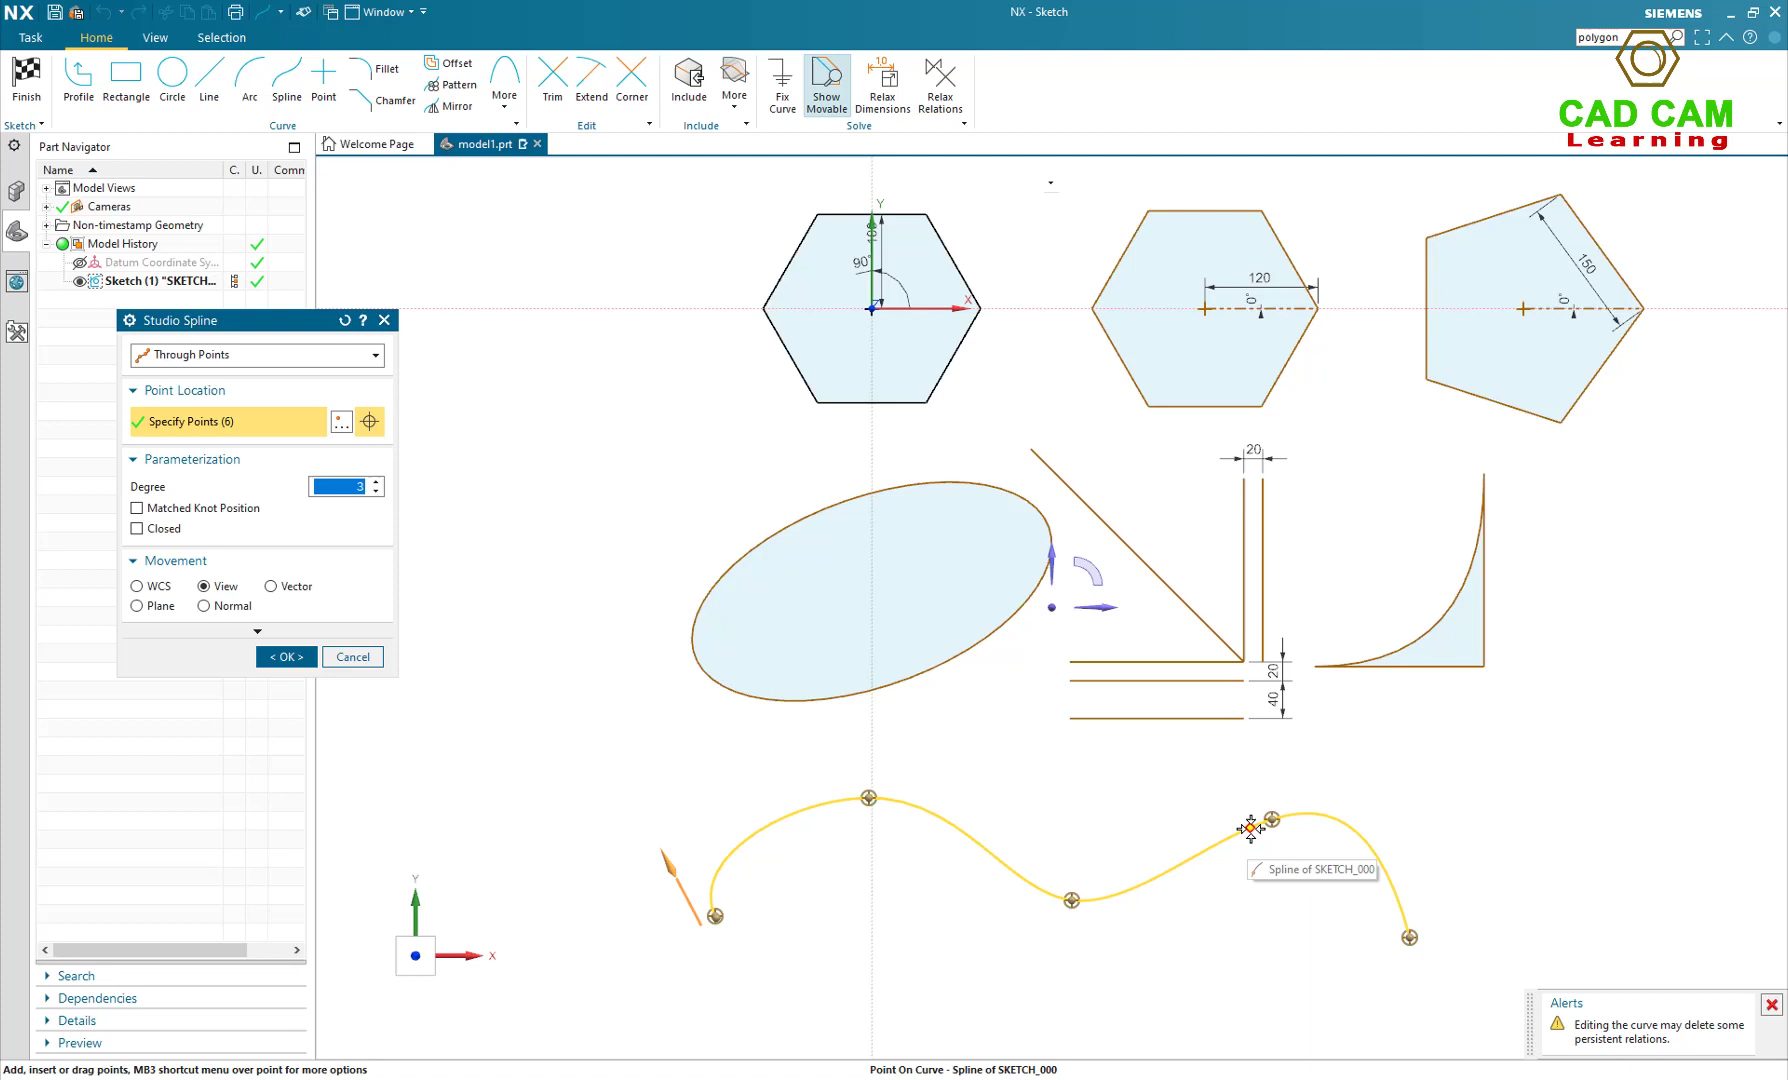 NX
Window
NX - Sketch
SIEMENS
Task
Home
View
Selection
polygon
Finish
Profile
Rectangle
Circle
Line
Arc
Spline
Point
Fillet
Chamfer
Offset
Pattern
Mirror
More
Trim
Extend
Corner
Include
More
Fix
Curve
Show
Movable
Relax
Dimensions
Relax
Relations
Sketch
Curve
Edit
Include
Solve
CAD CAM
Learning
Part Navigator
Welcome Page
model1.prt
Name
C.
U.
Comn
Model Views
Cameras
Non-timestamp Geometry
Model History
Datum Coordinate Sy...
Sketch (1) "SKETCH...
Studio Spline
Through Points
Point Location
Specify Points (6)
Parameterization
Degree
3
Matched Knot Position
Closed
Movement
WCS
View
Vector
Plane
Normal
< OK >
Cancel
Y
90°
X
120
0°
150
0°
20
20
40
Spline of SKETCH_000
Y
X
Search
Dependencies
Details
Preview
Alerts
Editing the curve may delete some
persistent relations.
Add, insert or drag points, MB3 shortcut menu over point for more options
Point On Curve - Spline of SKETCH_000